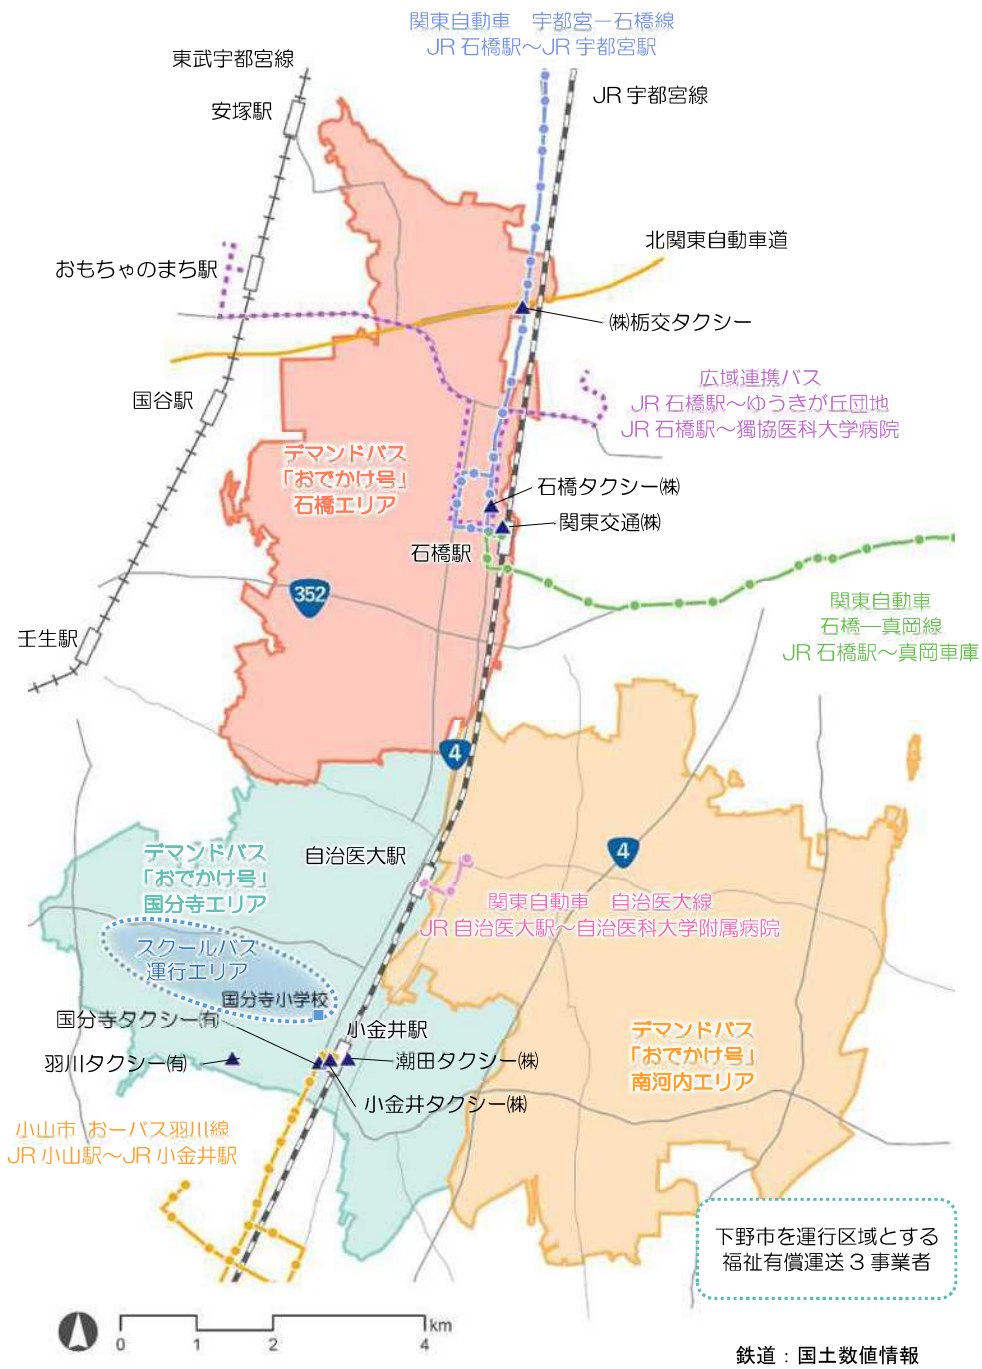 関東自動車　宇都宮ー石橋線
JR 石橋駅～JR 宇都宮駅
東武宇都宮線
JR 宇都宮線
安塚駅
北関東自動車道
おもちゃのまち駅
㈱栃交タクシー
広域連携バス
JR 石橋駅～ゆうきが丘団地
JR 石橋駅～獨協医科大学病院
国谷駅
デマンドバス
「おでかけ号」
石橋エリア
石橋タクシー㈱
関東交通㈱
石橋駅
352
関東自動車
石橋―真岡線
JR 石橋駅～真岡車庫
壬生駅
4
4
デマンドバス
「おでかけ号」
国分寺エリア
自治医大駅
関東自動車　自治医大線
JR 自治医大駅～自治医科大学附属病院
スクールバス
運行エリア
国分寺小学校
国分寺タクシー㈲
小金井駅
羽川タクシー㈲
潮田タクシー㈱
小金井タクシー㈱
デマンドバス
「おでかけ号」
南河内エリア
小山市 おーバス羽川線
JR 小山駅～JR 小金井駅
下野市を運行区域とする
福祉有償運送 3 事業者
km
0 1 2 4
鉄道：国土数値情報